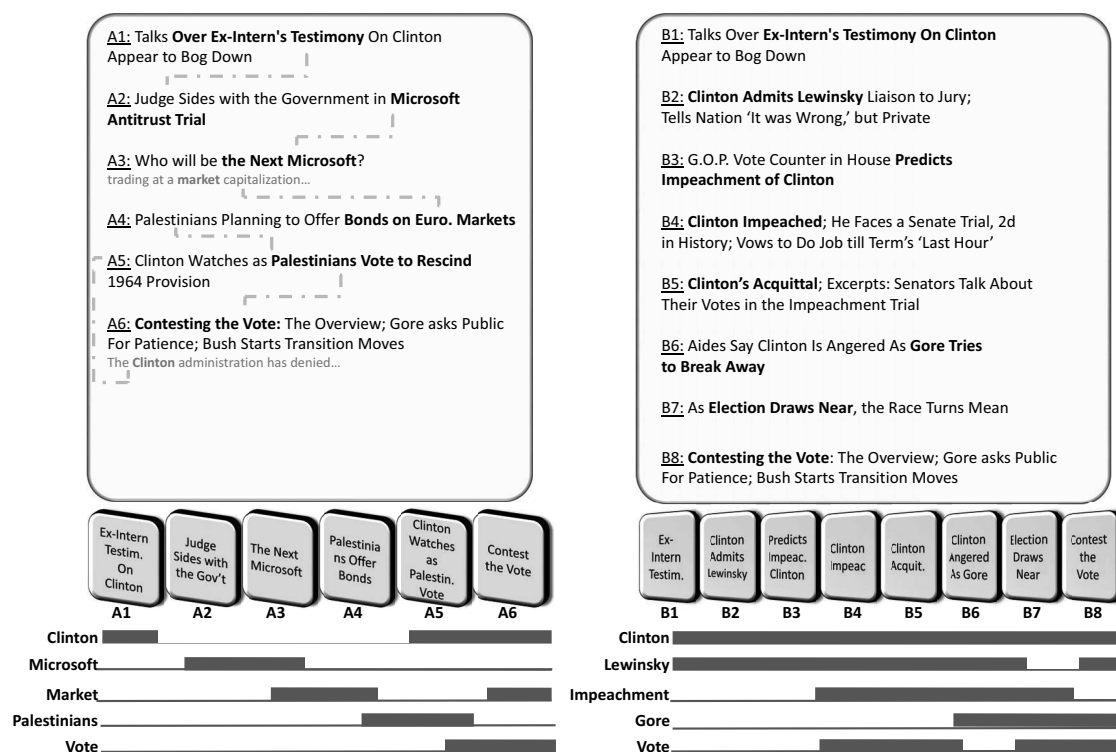 A1: Talks Over Ex-Intern's Testimony On Clinton
Appear to Bog Down
A2: Judge Sides with the Government in Microsoft
Antitrust Trial
A3: Who will be the Next Microsoft?
trading at a market capitalization…
A4: Palestinians Planning to Offer Bonds on Euro. Markets
A5: Clinton Watches as Palestinians Vote to Rescind
1964 Provision
A6: Contesting the Vote: The Overview; Gore asks Public
For Patience; Bush Starts Transition Moves
The Clinton administration has denied…
Ex-Intern
Testim.
On
Clinton
Judge
Sides with
the Gov't
The Next
Microsoft
Palestinia
ns Offer
Bonds
Clinton
Watches
as
Palestin.
Vote
Contest
the Vote
A1
A2
A3
A4
A5
A6
Clinton
Microsoft
Market
Palestinians
Vote
B1: Talks Over Ex-Intern's Testimony On Clinton
Appear to Bog Down
B2: Clinton Admits Lewinsky Liaison to Jury;
Tells Nation ‘It was Wrong,’ but Private
B3: G.O.P. Vote Counter in House Predicts
Impeachment of Clinton
B4: Clinton Impeached; He Faces a Senate Trial, 2d
in History; Vows to Do Job till Term’s ‘Last Hour’
B5: Clinton’s Acquittal; Excerpts: Senators Talk About
Their Votes in the Impeachment Trial
B6: Aides Say Clinton Is Angered As Gore Tries
to Break Away
B7: As Election Draws Near, the Race Turns Mean
B8: Contesting the Vote: The Overview; Gore asks Public
For Patience; Bush Starts Transition Moves
Ex-
Intern
Testim.
Clinton
Admits
Lewinsky
Predicts
Impeac.
Clinton
Clinton
Impeac
Clinton
Acquit.
Clinton
Angered
As Gore
Election
Draws
Near
Contest
the
Vote
B1
B2
B3
B4
B5
B6
B7
B8
Clinton
Lewinsky
Impeachment
Gore
Vote